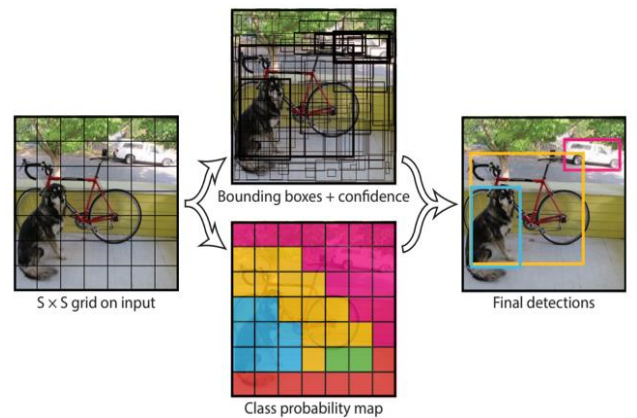 Bounding boxes + confidence
S × S grid on input
Final detections
Class probability map